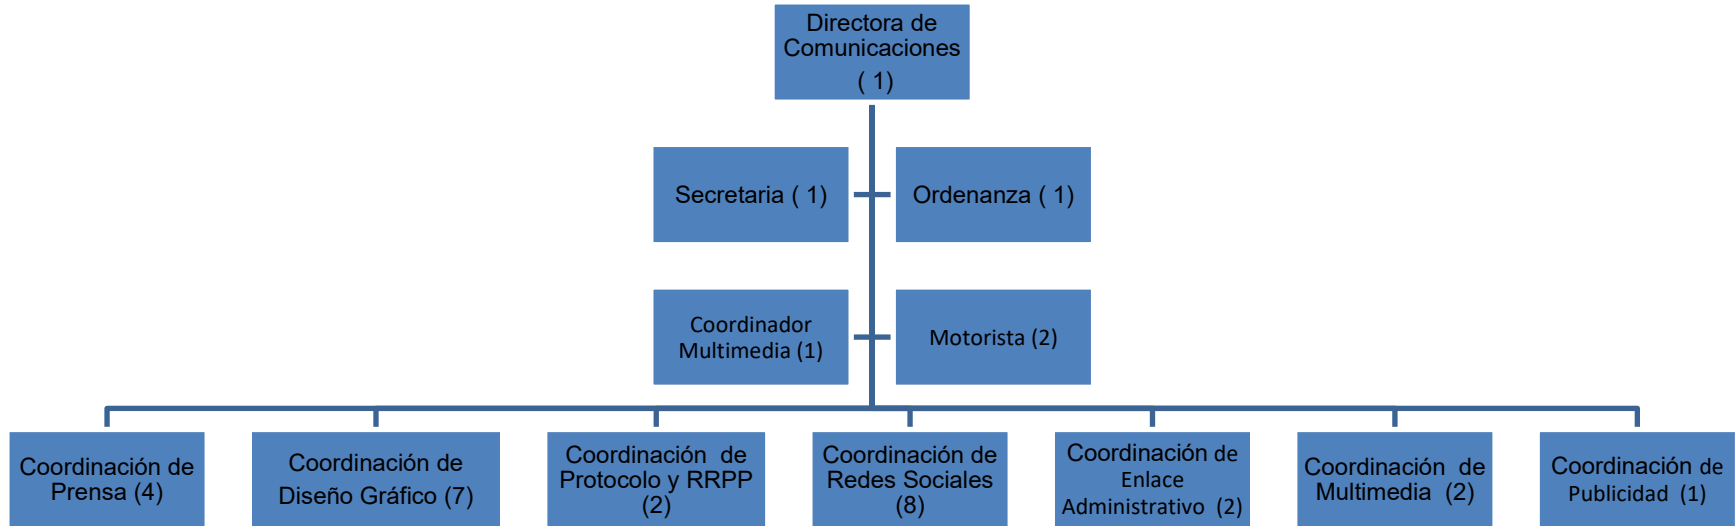 Directora de
Comunicaciones
( 1)
Secretaria ( 1)
Ordenanza ( 1)
Coordinador
Multimedia (1)
Motorista (2)
Coordinación de
Prensa (4)
Coordinación de
Diseño Gráfico (7)
Coordinación de
Protocolo y RRPP
(2)
Coordinación de
Redes Sociales
(8)
Coordinación de
Enlace
Administrativo (2)
Coordinación de
Multimedia (2)
Coordinación de
Publicidad (1)